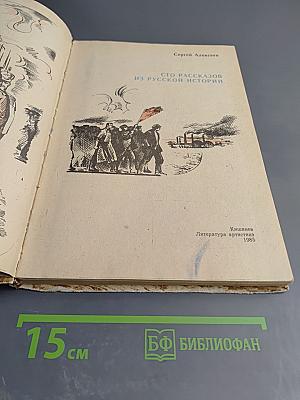 Сергей Алексеев
СТО РАССКАЗОВ
ИЗ РУССКОЙ ИСТОРИИ
Кишинев
Литература артистикэ
1985
15 см
БФ БИБЛИОФАН